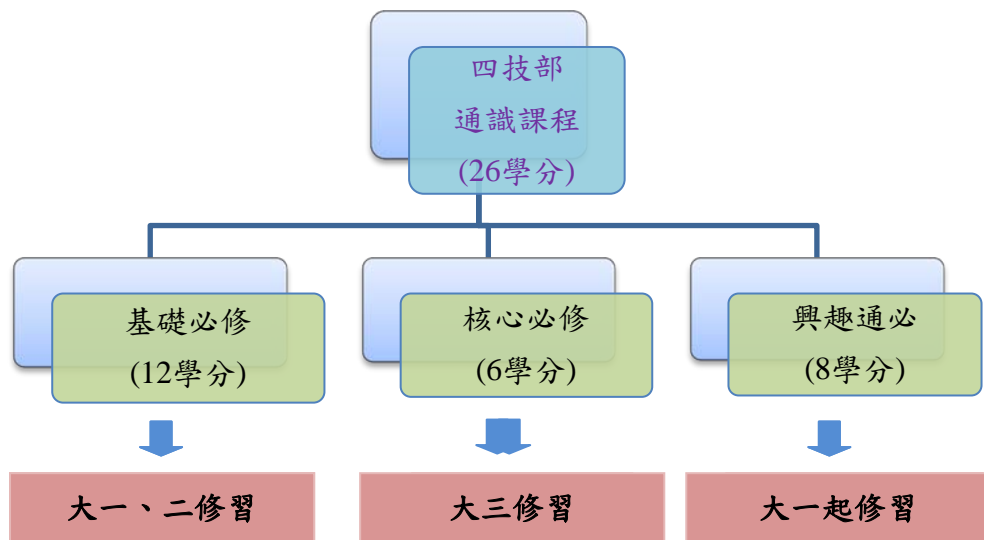 四技部
通識課程
(26學分)
基礎必修
(12學分)
核心必修
(6學分)
興趣通必
(8學分)
大一、二修習
大三修習
大一起修習